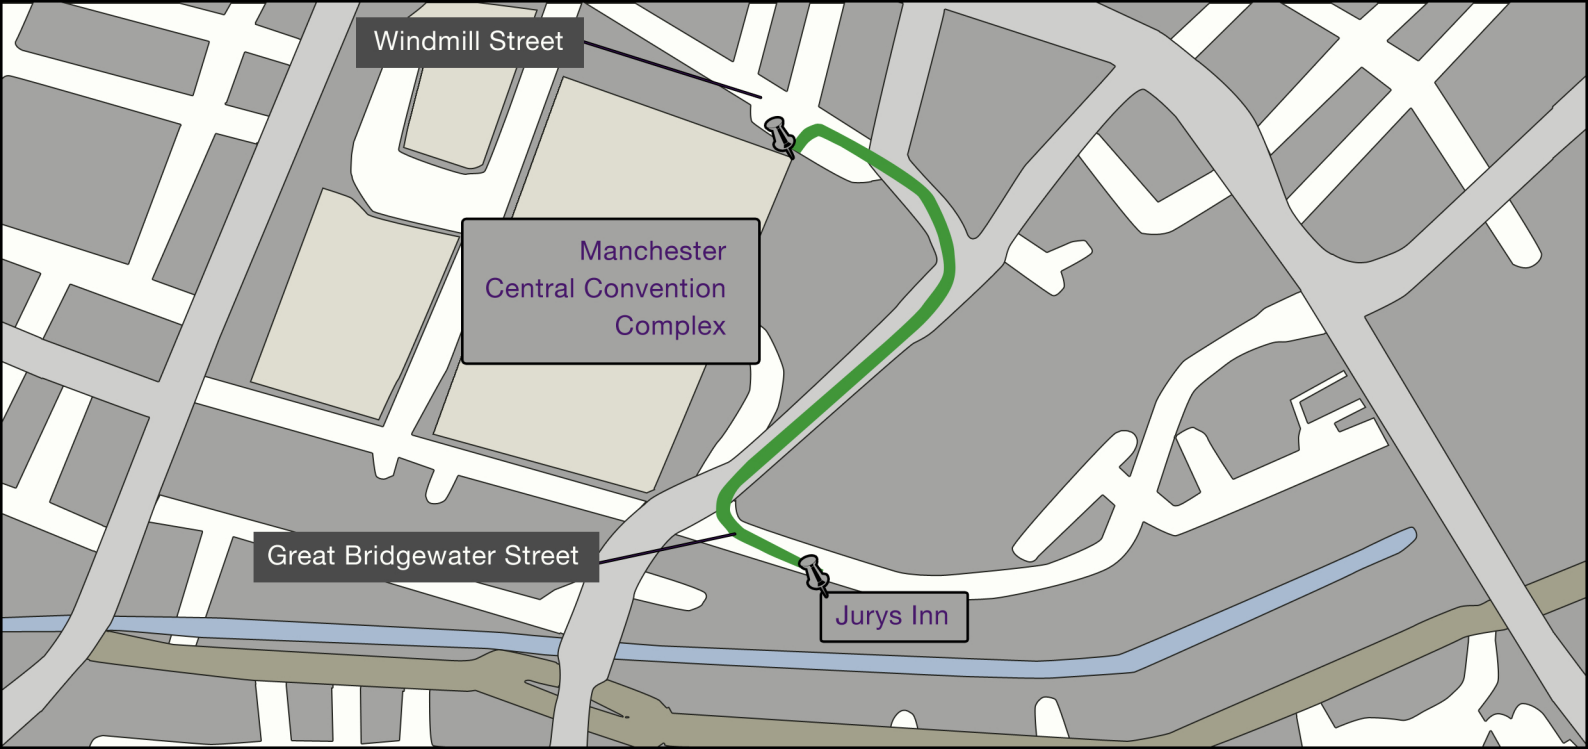 Windmill Street
Manchester
Central Convention
Complex
Great Bridgewater Street
Jurys Inn